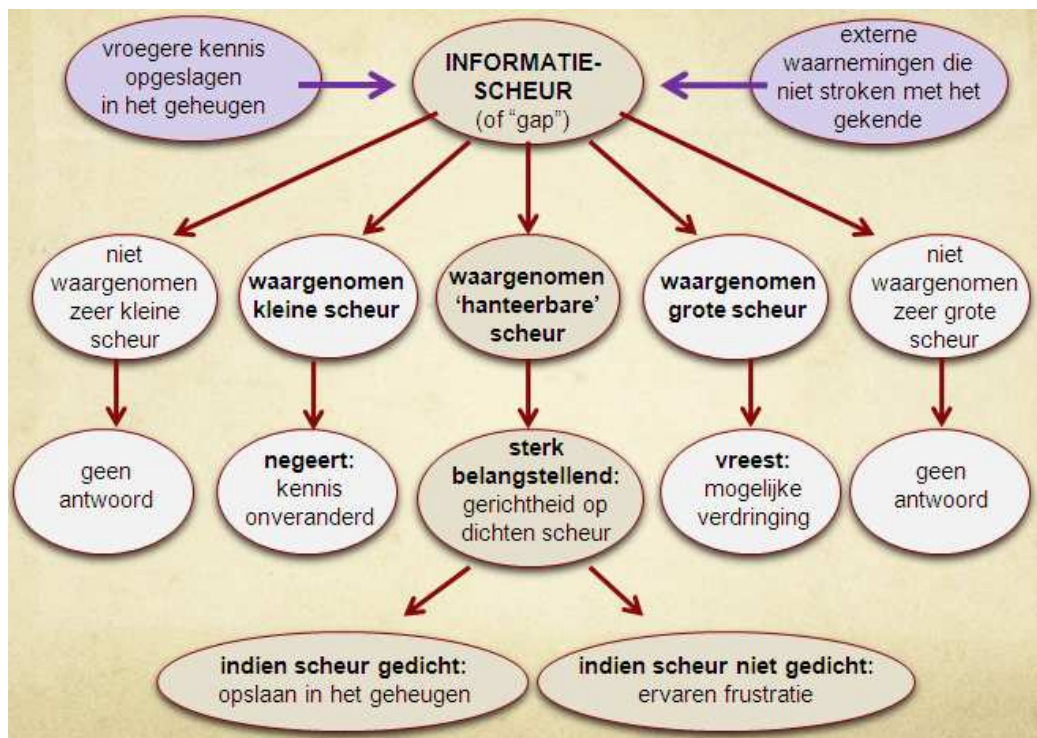 vroegere kennis
opgeslagen
in het geheugen
INFORMATIE-
SCHEUR
(of “gap”)
externe
waarnemingen die
niet stroken met het
gekende
niet
waargenomen
zeer kleine
scheur
waargenomen
kleine scheur
waargenomen
‘hanteerbare’
scheur
waargenomen
grote scheur
niet
waargenomen
zeer grote
scheur
geen
antwoord
negeert:
kennis
onveranderd
sterk
belangstellend:
gerichtheid op
dichten scheur
vreest:
mogelijke
verdringing
geen
antwoord
indien scheur gedicht:
opslaan in het geheugen
indien scheur niet gedicht:
ervaren frustratie